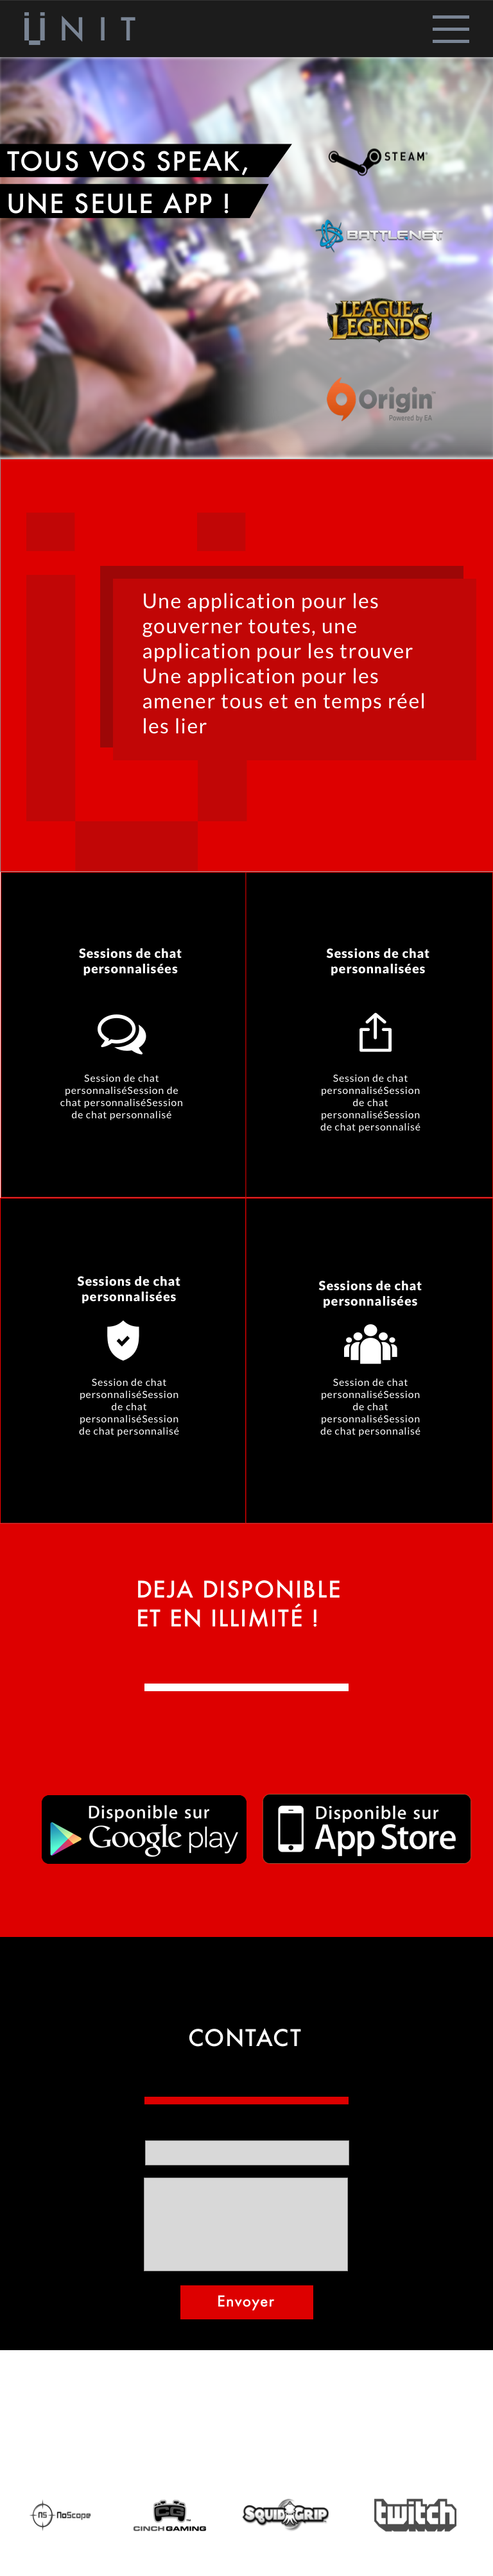 ÜNIT
TOUS VOS SPEAK,
UNE SEULE APP !
STEAM
BATTLE.NET
LEAGUE of
LEGENDS
Origin
Powered by EA
Une application pour les
gouverner toutes, une
application pour les trouver
Une application pour les
amener tous et en temps réel
les lier
Sessions de chat
personnalisées
Session de chat
personnaliséSession de
chat personnaliséSession
de chat personnalisé
Sessions de chat
personnalisées
Session de chat
personnaliséSession
de chat
personnaliséSession
de chat personnalisé
Sessions de chat
personnalisées
Session de chat
personnaliséSession
de chat
personnaliséSession
de chat personnalisé
Sessions de chat
personnalisées
Session de chat
personnaliséSession
de chat
personnaliséSession
de chat personnalisé
DEJA DISPONIBLE
ET EN ILLIMITÉ !
Disponible sur
Google play
Disponible sur
App Store
CONTACT
Envoyer
NS NoScope
CG
CINCH GAMING
SQUID GRIP
twitch